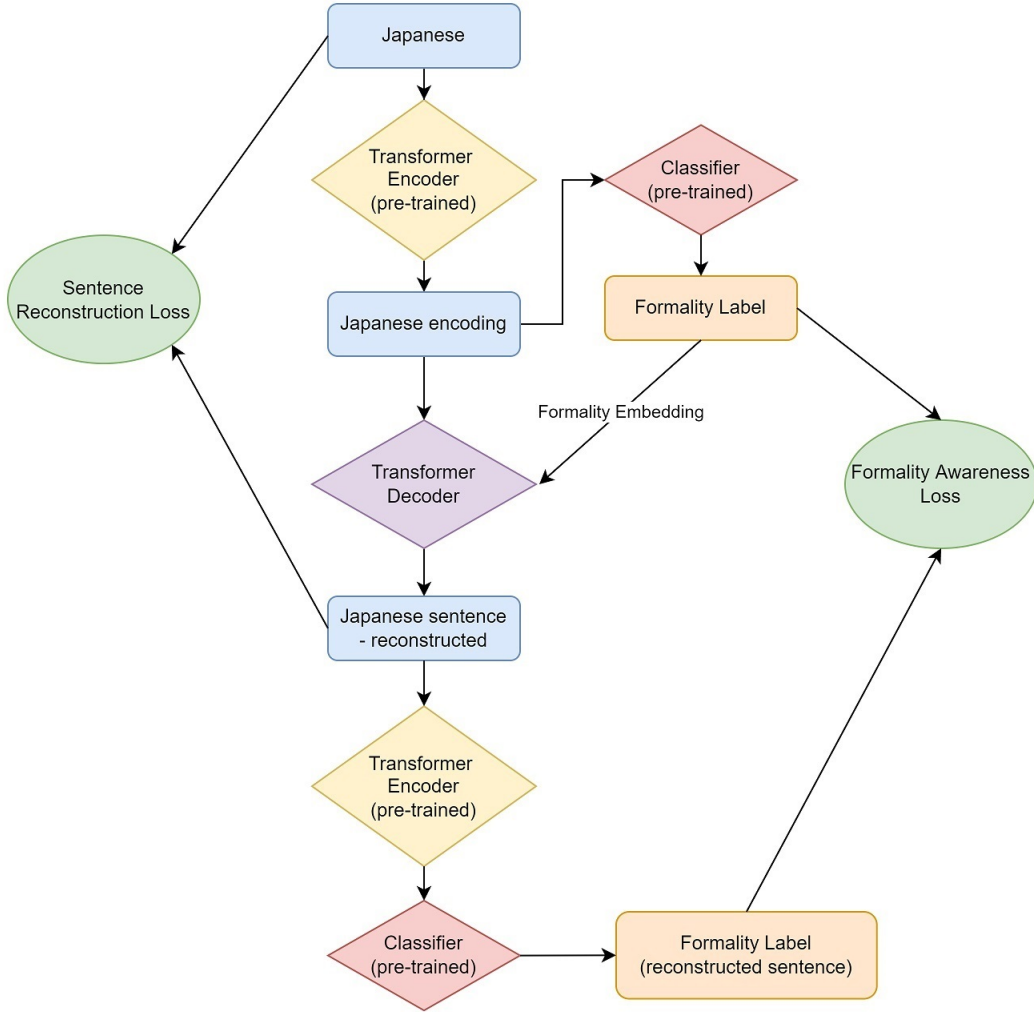 Japanese
Transformer
Encoder
(pre-trained)
Classifier
(pre-trained)
Sentence
Reconstruction Loss
Japanese encoding
Formality Label
Formality Embedding
Transformer
Decoder
Formality Awareness
Loss
Japanese sentence
- reconstructed
Transformer
Encoder
(pre-trained)
Classifier
(pre-trained)
Formality Label
(reconstructed sentence)